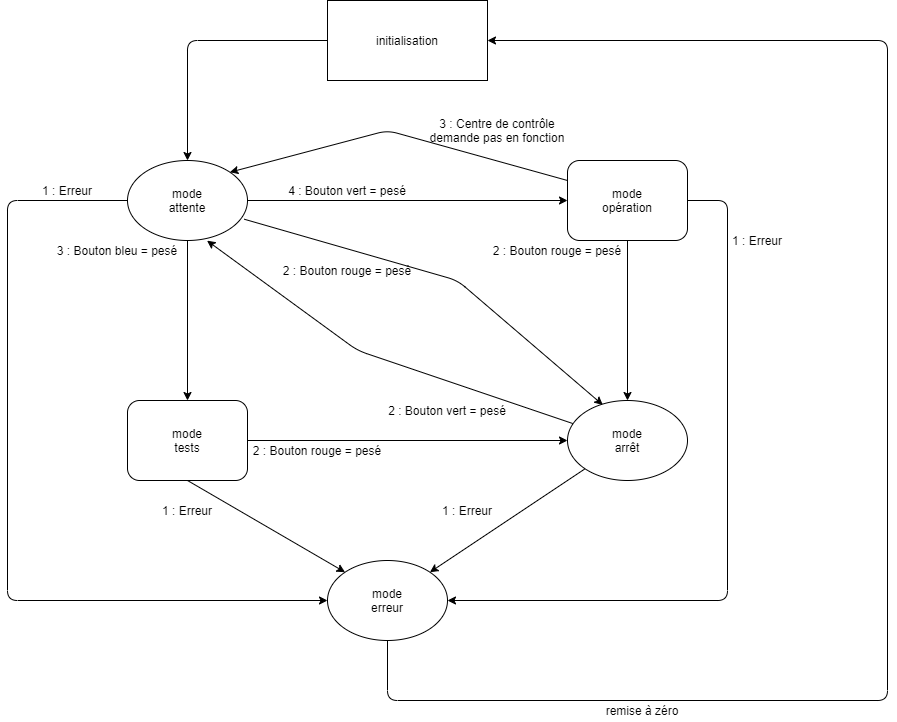 initialisation
3 : Centre de contrôle
demande pas en fonction
1 : Erreur
mode
attente
4 : Bouton vert = pesé
mode
opération
3 : Bouton bleu = pesé
2 : Bouton rouge = pesé
2 : Bouton rouge = pesé
1 : Erreur
2 : Bouton vert = pesé
mode
tests
2 : Bouton rouge = pesé
mode
arrêt
1 : Erreur
1 : Erreur
mode
erreur
remise à zéro